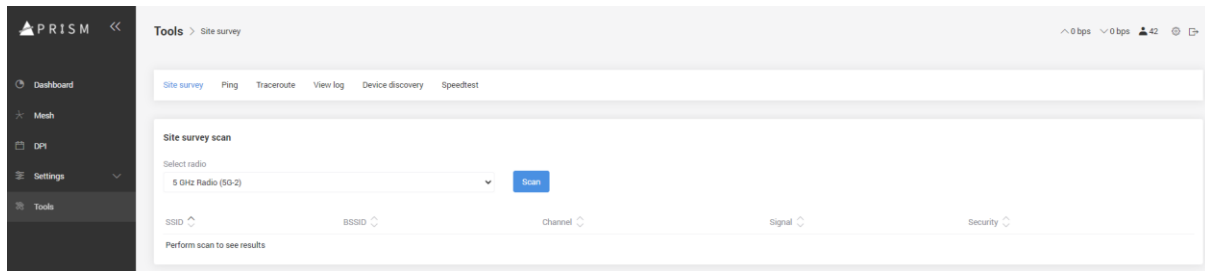 PRISM
Tools > Site survey
0 bps 0 bps 42
Dashboard
Mesh
DPI
Settings
Tools
Site survey Ping Traceroute View log Device discovery Speedtest
Site survey scan
Select radio
5 GHz Radio (5G-2) Scan
SSID BSSID Channel Signal Security
Perform scan to see results